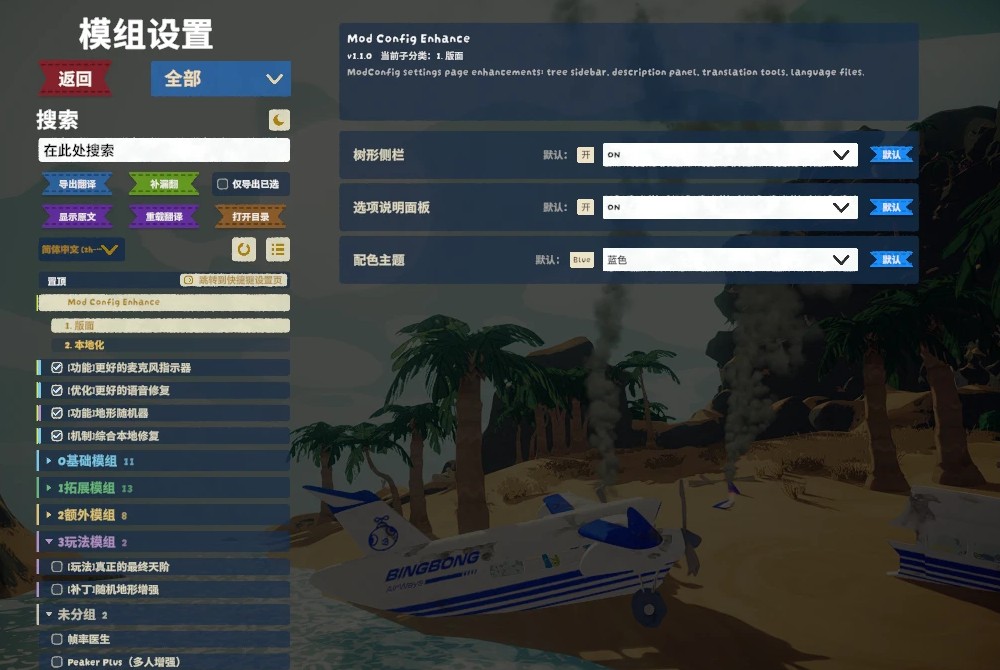 模组设置
返回
全部
搜索
在此处搜索
导出翻译
补漏翻
仅导出已选
显示原文
重载翻译
打开目录
简体中文 (zh-…
置顶
跳转到快捷键设置页
Mod Config Enhance
1. 版面
2. 本地化
[功能]更好的麦克风指示器
[优化]更好的语音修复
[功能]地形随机器
[机制]综合本地修复
0基础模组 11
1拓展模组 13
2额外模组 8
3玩法模组 2
[玩法]真正的最终天阶
[补丁]随机地形增强
未分组 2
帧率医生
Peaker Plus（多人增强）
Mod Config Enhance
v1.1.0 当前子分类：1. 版面
ModConfig settings page enhancements: tree sidebar, description panel, translation tools, language files.
树形侧栏
默认：
开
ON
默认
选项说明面板
默认：
开
ON
默认
配色主题
默认：
Blue
蓝色
默认
BINGBONG